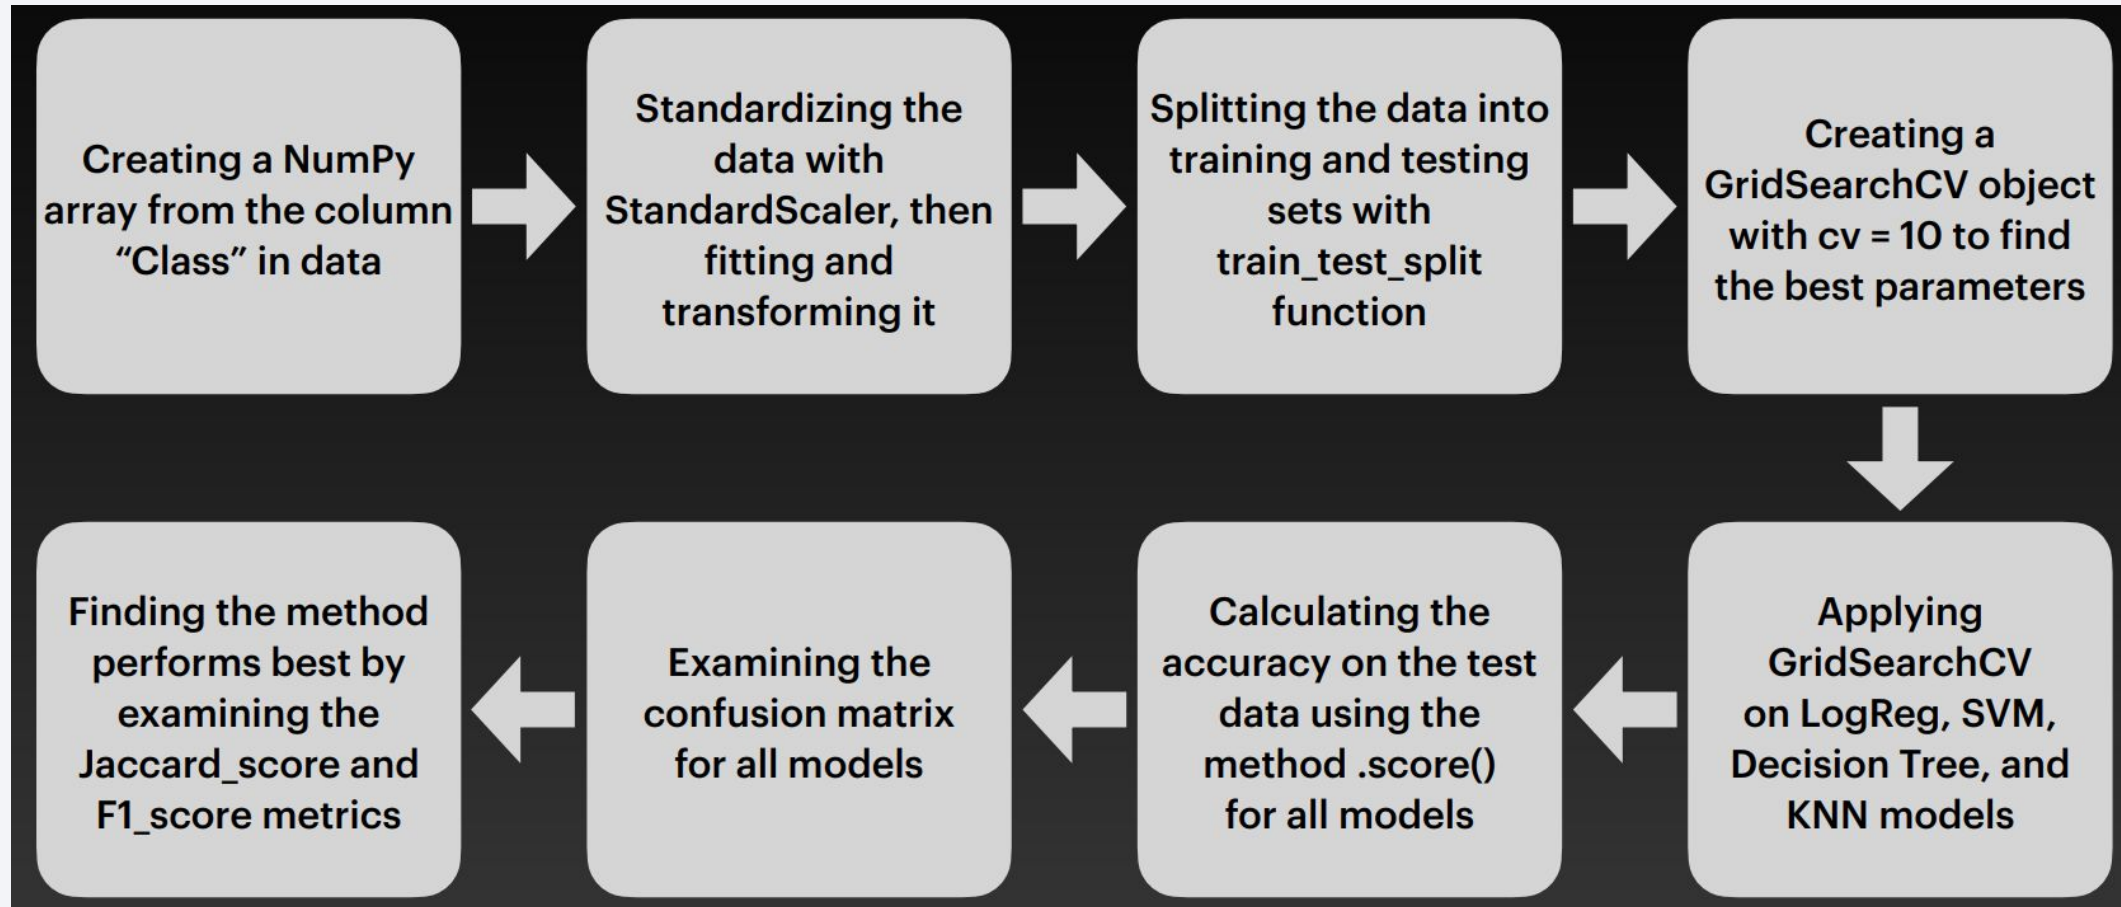 Creating a NumPy
array from the column
“Class” in data
Standardizing the
data with
StandardScaler, then
fitting and
transforming it
Splitting the data into
training and testing
sets with
train_test_split
function
Creating a
GridSearchCV object
with cv = 10 to find
the best parameters
Applying
GridSearchCV
on LogReg, SVM,
Decision Tree, and
KNN models
Calculating the
accuracy on the test
data using the
method .score()
for all models
Examining the
confusion matrix
for all models
Finding the method
performs best by
examining the
Jaccard_score and
F1_score metrics